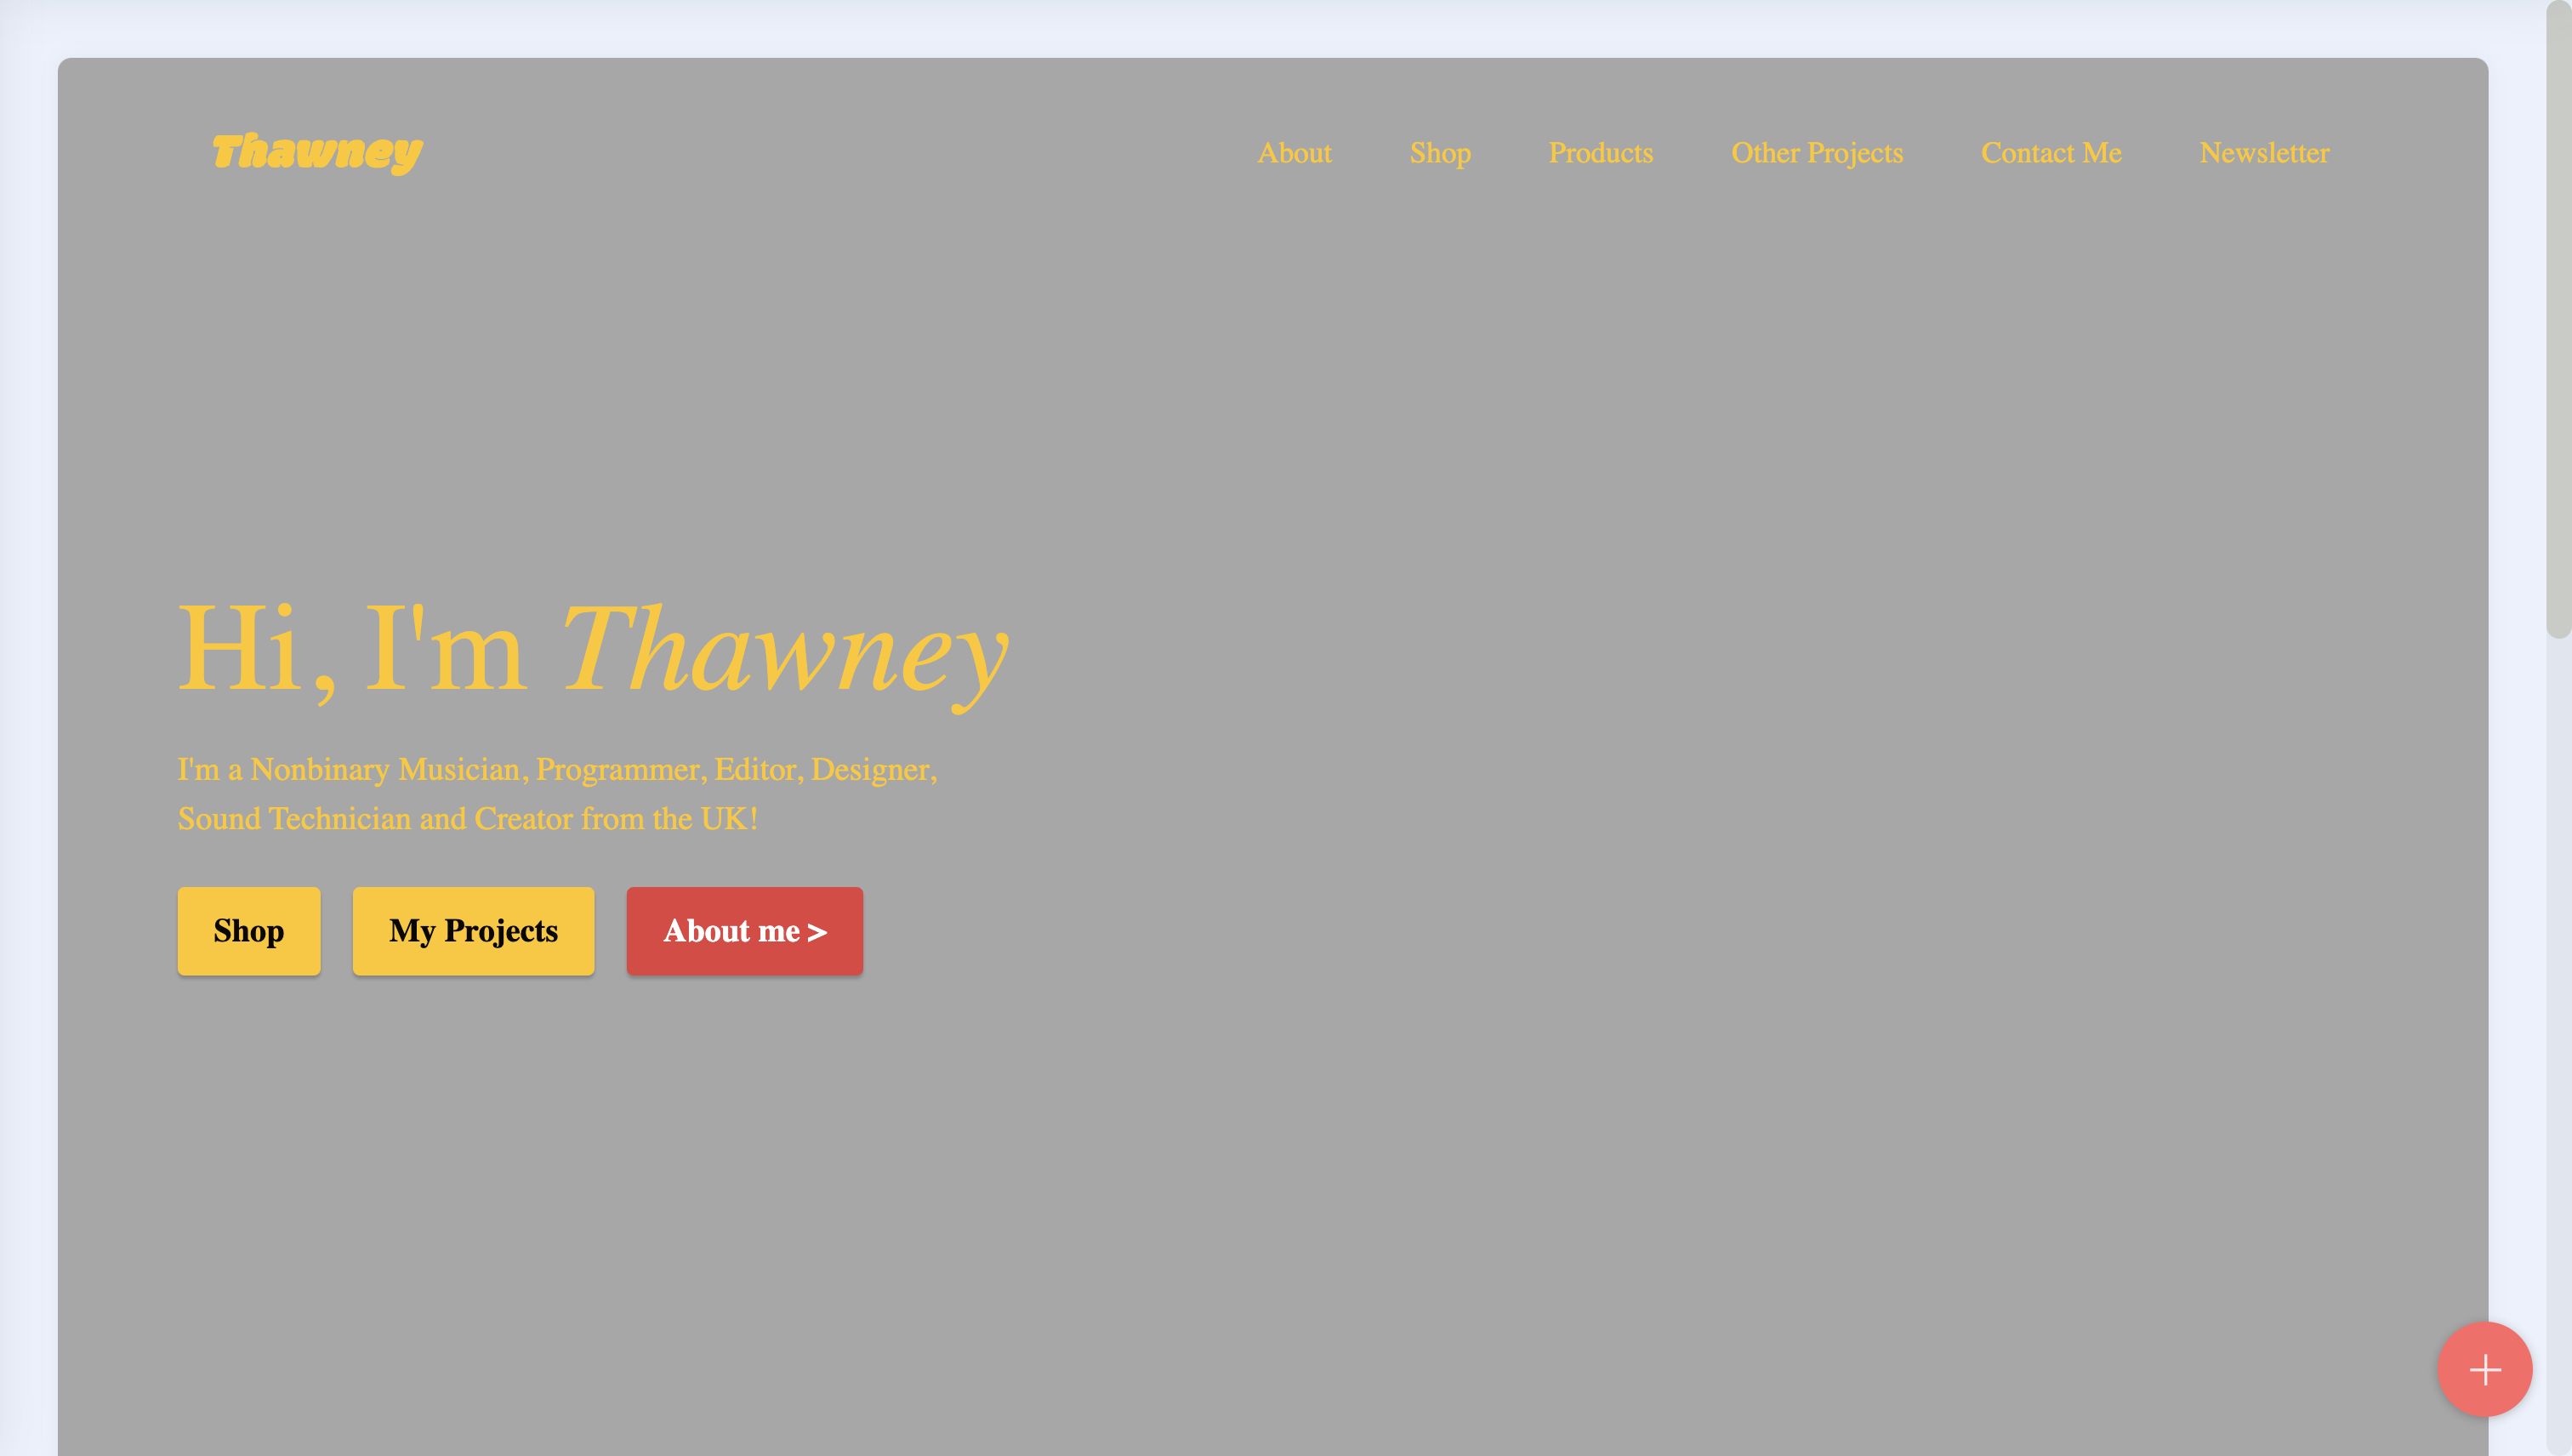 Thawney
About Shop Products Other Projects Contact Me Newsletter
Hi, I'm Thawney
I'm a Nonbinary Musician, Programmer, Editor, Designer,
Sound Technician and Creator from the UK!
Shop My Projects About me >